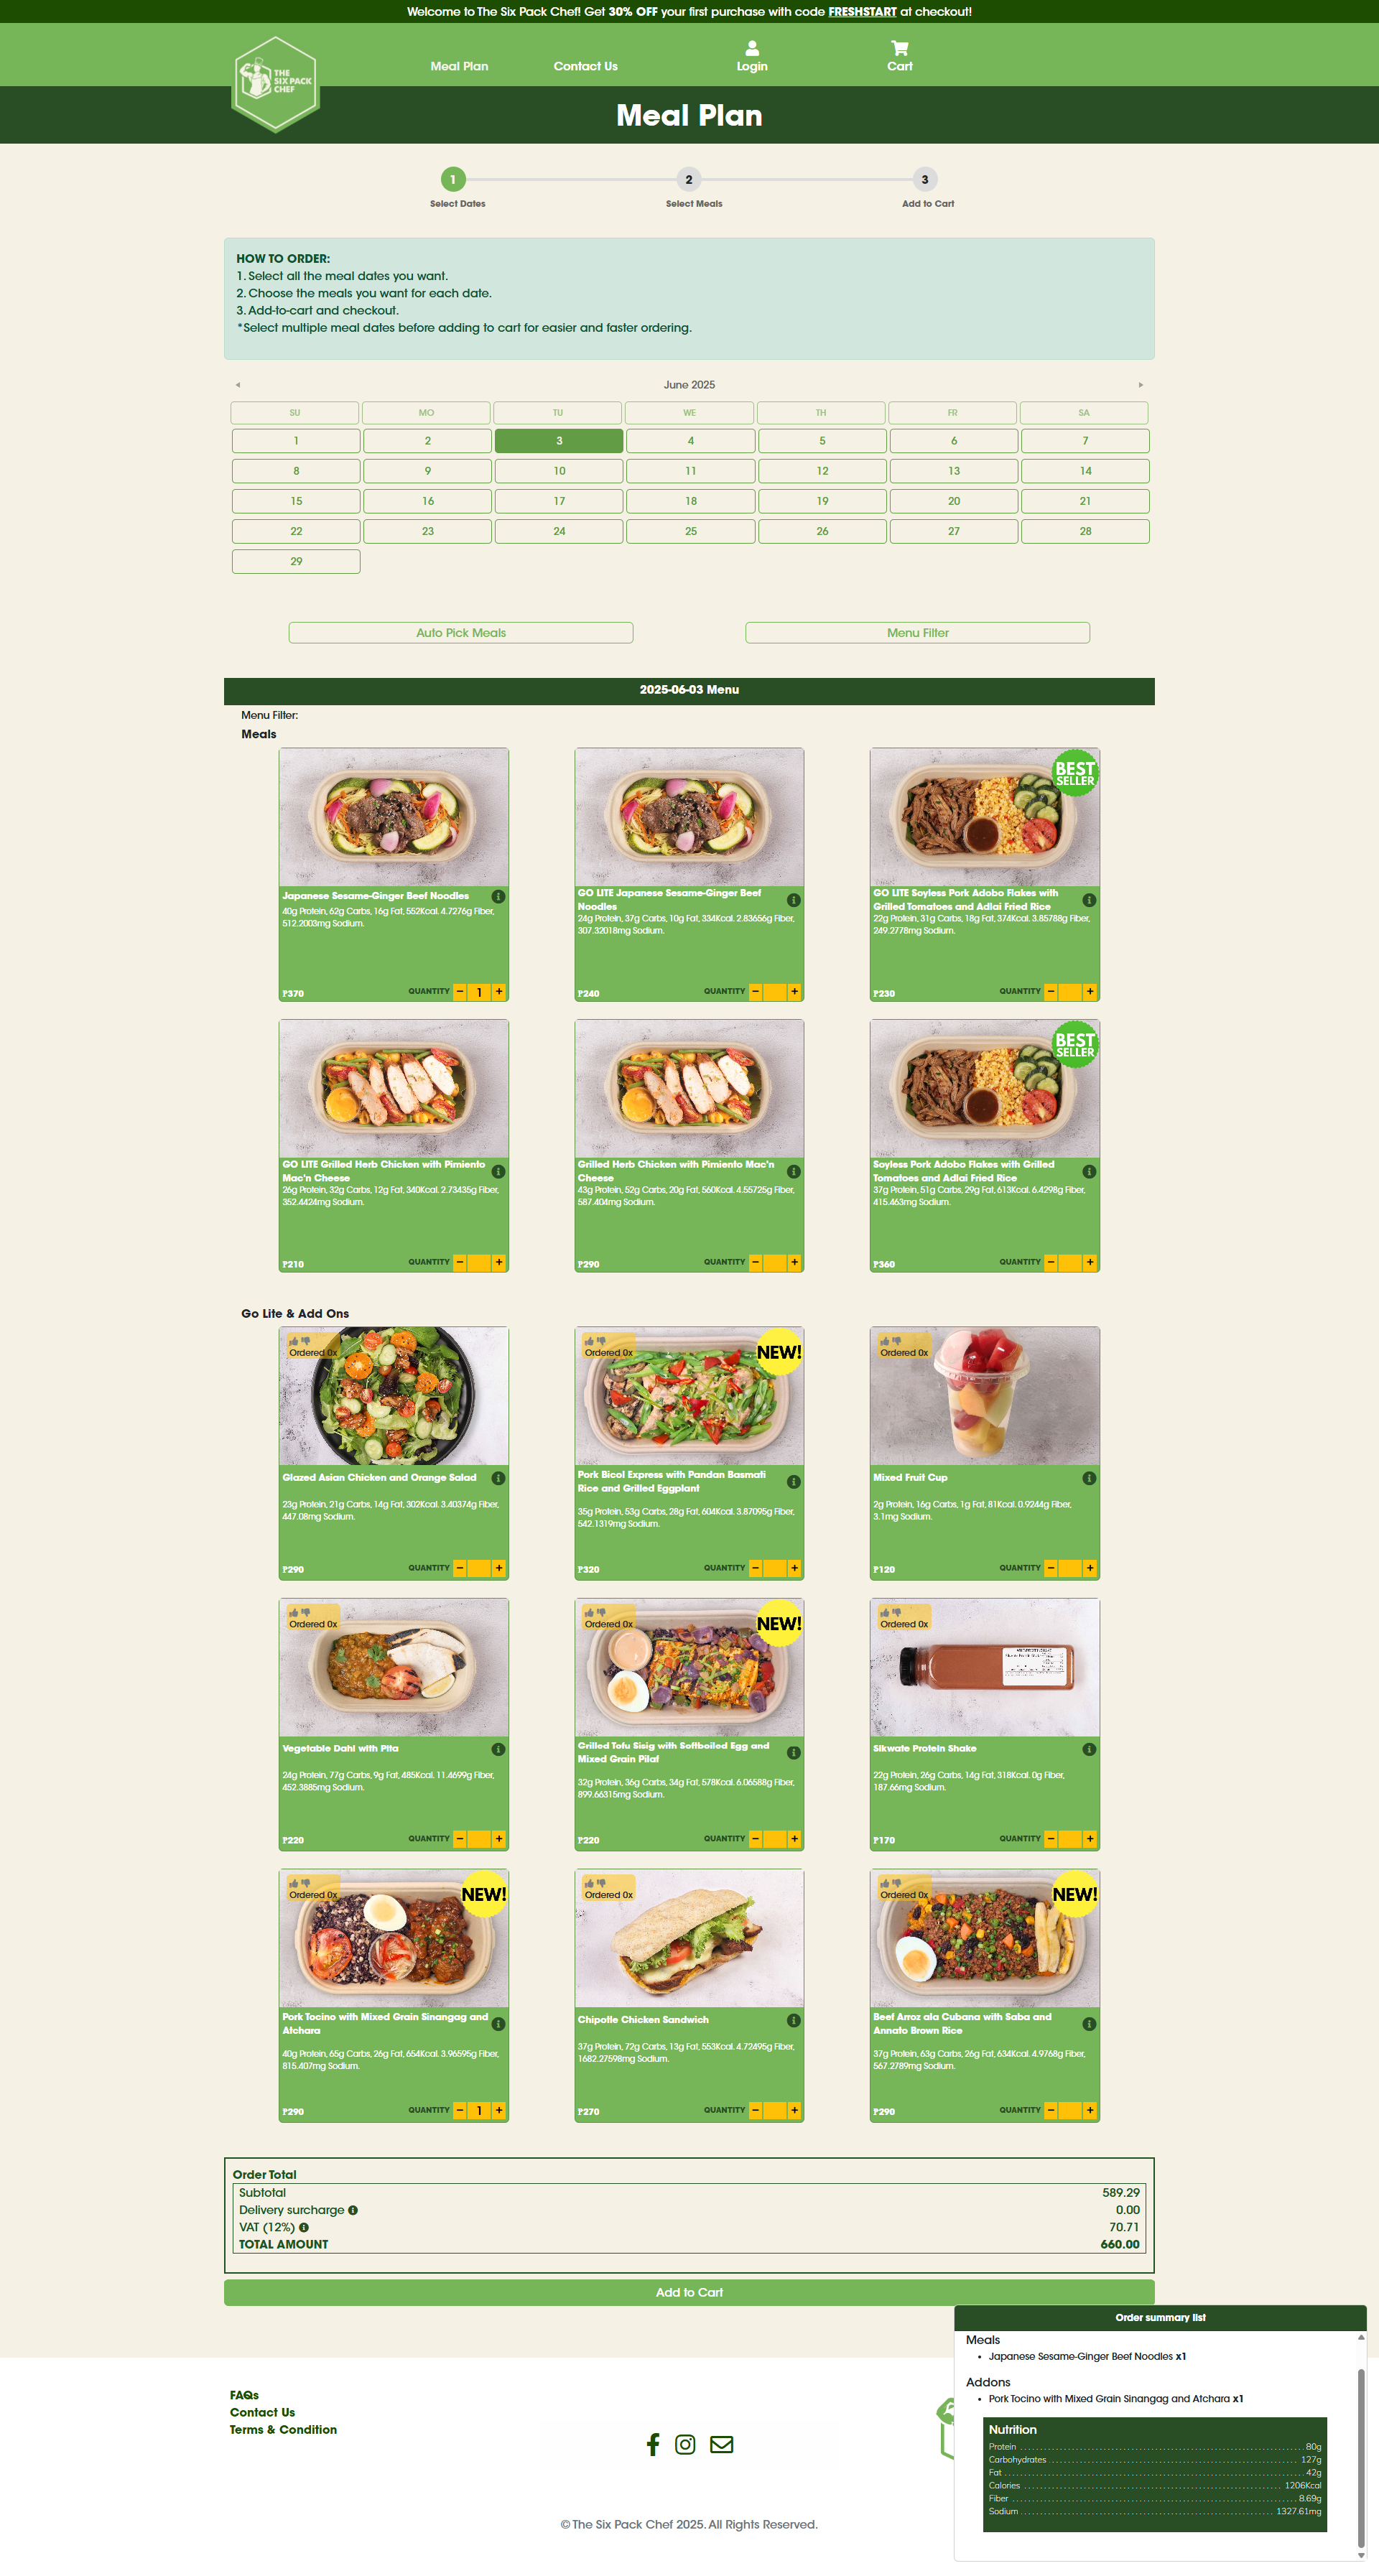 Welcome to The Six Pack Chef! Get 30% OFF your first purchase with code FRESHSTART at checkout!
THE
SIX PACK
CHEF
Meal Plan
Contact Us
Login
Cart
Meal Plan
1
2
3
Select Dates
Select Meals
Add to Cart
HOW TO ORDER:
1. Select all the meal dates you want.
2. Choose the meals you want for each date.
3. Add-to-cart and checkout.
*Select multiple meal dates before adding to cart for easier and faster ordering.
June 2025
SU MO TU WE TH FR SA
1 2 3 4 5 6 7
8 9 10 11 12 13 14
15 16 17 18 19 20 21
22 23 24 25 26 27 28
29
Auto Pick Meals
Menu Filter
2025-06-03 Menu
Menu Filter:
Meals
Japanese Sesame-Ginger Beef Noodles
40g Protein, 62g Carbs, 16g Fat, 552Kcal. 4.7276g Fiber,
512.2003mg Sodium.
₱370
QUANTITY − 1 +
GO LITE Japanese Sesame-Ginger Beef
Noodles
24g Protein, 37g Carbs, 10g Fat, 334Kcal. 2.83656g Fiber,
307.32018mg Sodium.
₱240
QUANTITY − +
BEST
SELLER
GO LITE Soyless Pork Adobo Flakes with
Grilled Tomatoes and Adlai Fried Rice
22g Protein, 31g Carbs, 18g Fat, 374Kcal. 3.85788g Fiber,
249.2778mg Sodium.
₱230
QUANTITY − +
GO LITE Grilled Herb Chicken with Pimiento
Mac'n Cheese
26g Protein, 32g Carbs, 12g Fat, 340Kcal. 2.73435g Fiber,
352.4424mg Sodium.
₱210
QUANTITY − +
Grilled Herb Chicken with Pimiento Mac'n
Cheese
43g Protein, 52g Carbs, 20g Fat, 560Kcal. 4.55725g Fiber,
587.404mg Sodium.
₱290
QUANTITY − +
BEST
SELLER
Soyless Pork Adobo Flakes with Grilled
Tomatoes and Adlai Fried Rice
37g Protein, 51g Carbs, 29g Fat, 613Kcal. 6.4298g Fiber,
415.463mg Sodium.
₱360
QUANTITY − +
Go Lite & Add Ons
Ordered 0x
Glazed Asian Chicken and Orange Salad
23g Protein, 21g Carbs, 14g Fat, 302Kcal. 3.40374g Fiber,
447.08mg Sodium.
₱290
QUANTITY − +
Ordered 0x
NEW!
Pork Bicol Express with Pandan Basmati
Rice and Grilled Eggplant
35g Protein, 53g Carbs, 28g Fat, 604Kcal. 3.87095g Fiber,
542.1319mg Sodium.
₱320
QUANTITY − +
Ordered 0x
Mixed Fruit Cup
2g Protein, 16g Carbs, 1g Fat, 81Kcal. 0.9244g Fiber,
3.1mg Sodium.
₱120
QUANTITY − +
Ordered 0x
Vegetable Dahl with Pita
24g Protein, 77g Carbs, 9g Fat, 485Kcal. 11.4699g Fiber,
452.3885mg Sodium.
₱220
QUANTITY − +
Ordered 0x
NEW!
Grilled Tofu Sisig with Softboiled Egg and
Mixed Grain Pilaf
32g Protein, 36g Carbs, 34g Fat, 578Kcal. 6.06588g Fiber,
899.66315mg Sodium.
₱220
QUANTITY − +
Ordered 0x
Sikwate Protein Shake
22g Protein, 26g Carbs, 14g Fat, 318Kcal. 0g Fiber,
187.66mg Sodium.
₱170
QUANTITY − +
Ordered 0x
NEW!
Pork Tocino with Mixed Grain Sinangag and
Atchara
40g Protein, 65g Carbs, 26g Fat, 654Kcal. 3.96595g Fiber,
815.407mg Sodium.
₱290
QUANTITY − 1 +
Ordered 0x
Chipotle Chicken Sandwich
37g Protein, 72g Carbs, 13g Fat, 553Kcal. 4.72495g Fiber,
1682.27598mg Sodium.
₱270
QUANTITY − +
Ordered 0x
NEW!
Beef Arroz ala Cubana with Saba and
Annato Brown Rice
37g Protein, 63g Carbs, 26g Fat, 634Kcal. 4.9768g Fiber,
567.2789mg Sodium.
₱290
QUANTITY − +
Order Total
Subtotal 589.29
Delivery surcharge 0.00
VAT (12%) 70.71
TOTAL AMOUNT 660.00
Add to Cart
Order summary list
Meals
• Japanese Sesame-Ginger Beef Noodles x1
Addons
• Pork Tocino with Mixed Grain Sinangag and Atchara x1
Nutrition
Protein 80g
Carbohydrates 127g
Fat 42g
Calories 1206Kcal
Fiber 8.69g
Sodium 1327.61mg
FAQs
Contact Us
Terms & Condition
© The Six Pack Chef 2025. All Rights Reserved.